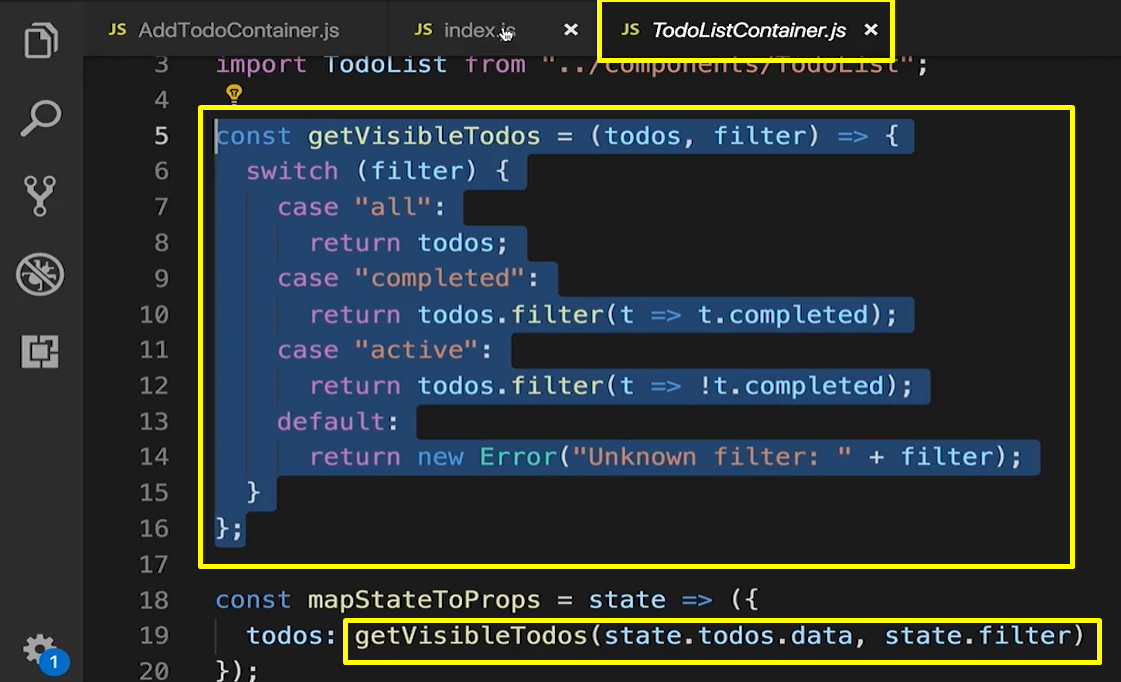 JS AddTodoContainer.js JS index.js × JS TodoListContainer.js ×
3 import TodoList from "../components/TodoList";
4
5 const getVisibleTodos = (todos, filter) => {
6 switch (filter) {
7 case "all":
8 return todos;
9 case "completed":
10 return todos.filter(t => t.completed);
11 case "active":
12 return todos.filter(t => !t.completed);
13 default:
14 return new Error("Unknown filter: " + filter);
15 }
16 };
17
18 const mapStateToProps = state => ({
19 todos: getVisibleTodos(state.todos.data, state.filter)
20 });
1